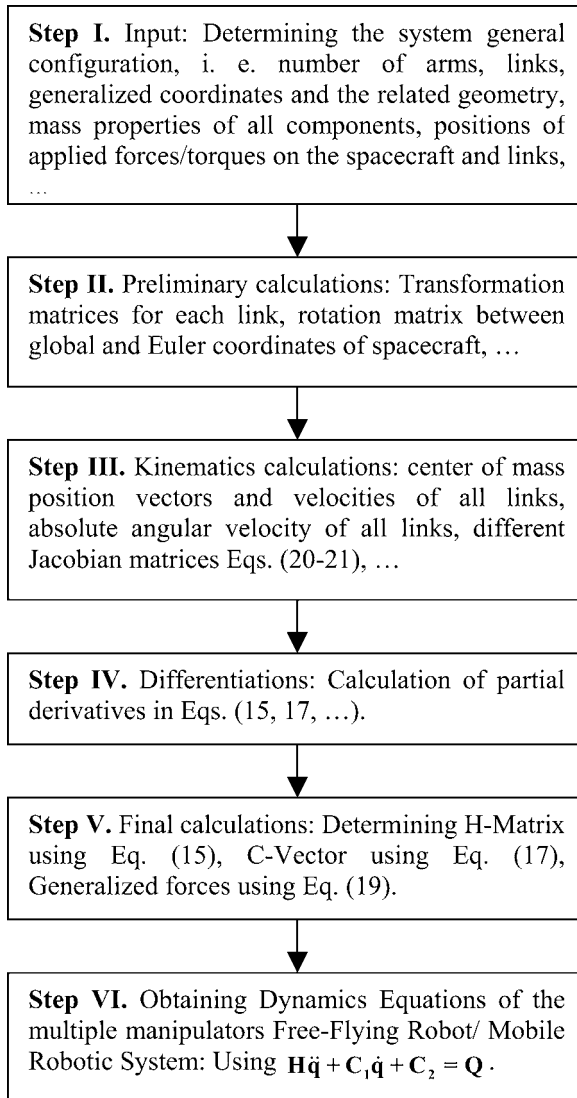 Step I. Input: Determining the system general
configuration, i. e. number of arms, links,
generalized coordinates and the related geometry,
mass properties of all components, positions of
applied forces/torques on the spacecraft and links,
…
Step II. Preliminary calculations: Transformation
matrices for each link, rotation matrix between
global and Euler coordinates of spacecraft, …
Step III. Kinematics calculations: center of mass
position vectors and velocities of all links,
absolute angular velocity of all links, different
Jacobian matrices Eqs. (20-21), …
Step IV. Differentiations: Calculation of partial
derivatives in Eqs. (15, 17, …).
Step V. Final calculations: Determining H-Matrix
using Eq. (15), C-Vector using Eq. (17),
Generalized forces using Eq. (19).
Step VI. Obtaining Dynamics Equations of the
multiple manipulators Free-Flying Robot/ Mobile
Robotic System: Using Hq̈ + C₁q̇ + C₂ = Q .